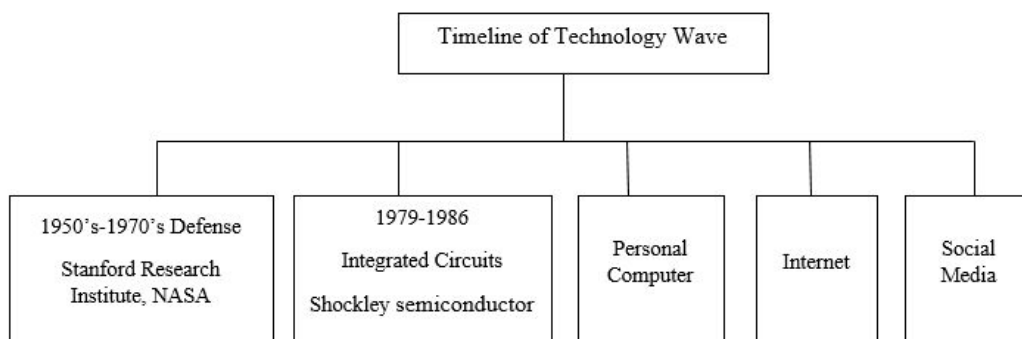 Timeline of Technology Wave
1950’s-1970’s Defense
Stanford Research
Institute, NASA
1979-1986
Integrated Circuits
Shockley semiconductor
Personal
Computer
Internet
Social
Media